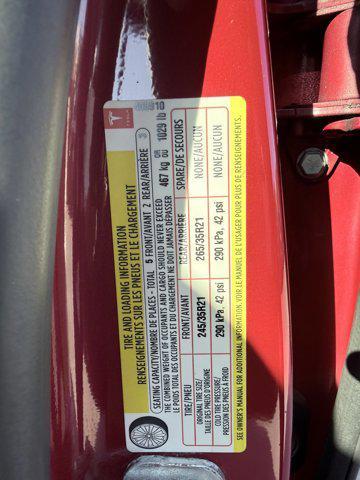 TIRE AND LOADING INFORMATION
RENSEIGNEMENTS SUR LES PNEUS ET LE CHARGEMENT
SEATING CAPACITY/NOMBRE DE PLACES - TOTAL 5 FRONT/AVANT 2 REAR/ARRIÈRE
THE COMBINED WEIGHT OF OCCUPANTS AND CARGO SHOULD NEVER EXCEED
LE POIDS TOTAL DES OCCUPANTS ET DU CHARGEMENT NE DOIT JAMAIS DÉPASSER
467 kg OR OU 1029 lb
TIRE/PNEU FRONT/AVANT REAR/ARRIÈRE SPARE/DE SECOURS
ORIGINAL TIRE SIZE/ TAILLE DES PNEUS D'ORIGINE 245/35R21 265/35R21 NONE/AUCUN
COLD TIRE PRESSURE/ PRESSION DES PNEUS À FROID 290 kPa, 42 psi 290 kPa, 42 psi NONE/AUCUN
SEE OWNER'S MANUAL FOR ADDITIONAL INFORMATION. VOIR LE MANUEL DE L'USAGER POUR PLUS DE RENSEIGNEMENTS.